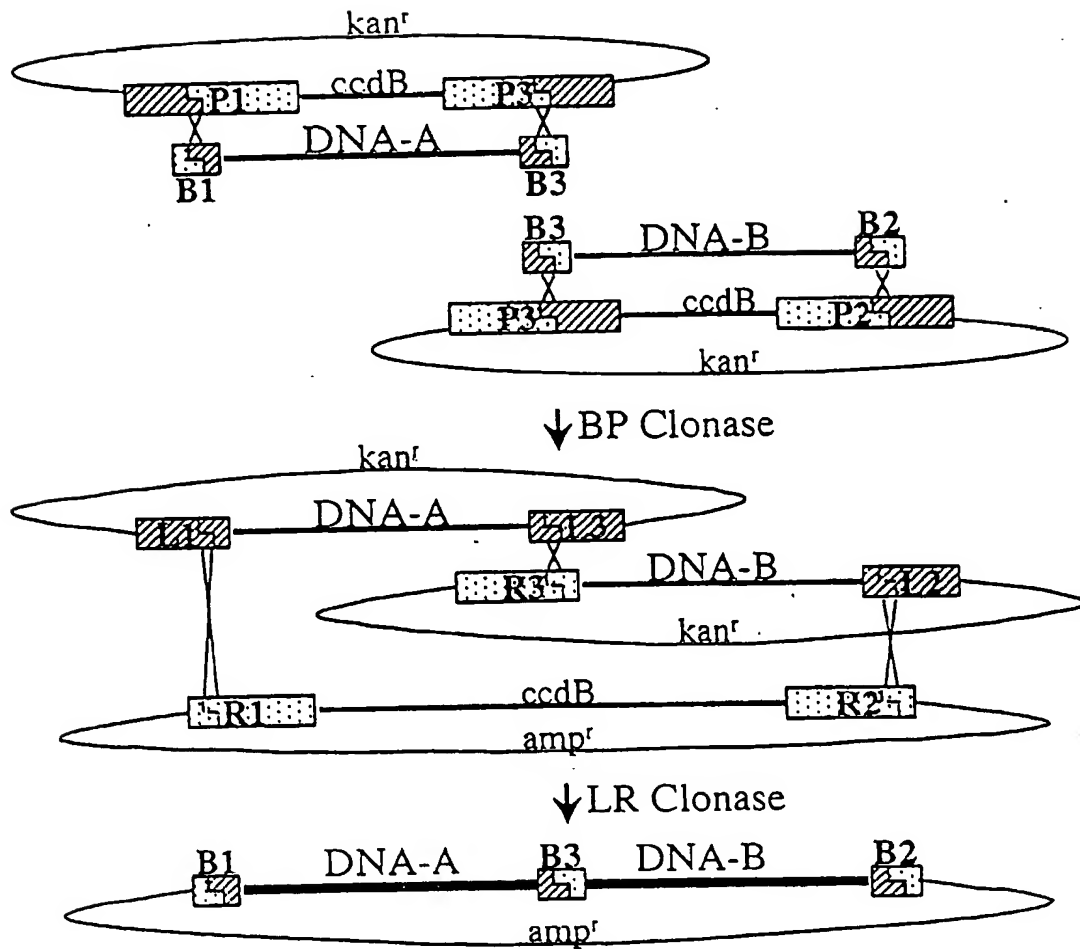 kanʳ
P1 ccdB P3
DNA-A
B1 B3
B3 DNA-B B2
P3 ccdB P2
kanʳ
BP Clonase
kanʳ
L1 DNA-A L3
R3 DNA-B L2
kanʳ
R1 ccdB R2
ampʳ
LR Clonase
B1 DNA-A B3 DNA-B B2
ampʳ